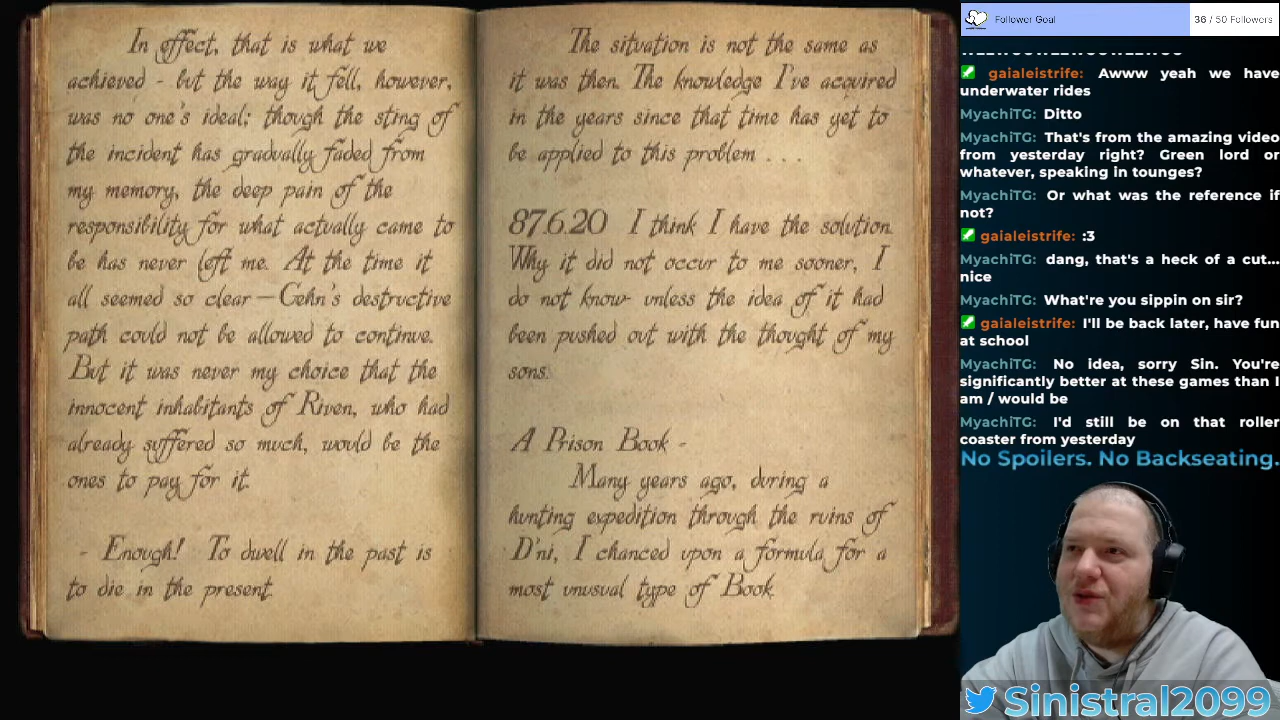 In effect, that is what we
achieved - but the way it fell, however,
was no one's ideal; though the sting of
the incident has gradually faded from
my memory, the deep pain of the
responsibility for what actually came to
be has never left me. At the time it
all seemed so clear — Gehn's destructive
path could not be allowed to continue.
But it was never my choice that the
innocent inhabitants of Riven, who had
already suffered so much, would be the
ones to pay for it.
- Enough! To dwell in the past is
to die in the present.
The situation is not the same as
it was then. The knowledge I've acquired
in the years since that time has yet to
be applied to this problem . . .
87.6.20 I think I have the solution.
Why it did not occur to me sooner, I
do not know- unless the idea of it had
been pushed out with the thought of my
sons.
A Prison Book -
Many years ago, during a
hunting expedition through the ruins of
D'ni, I chanced upon a formula for a
most unusual type of Book.
Follower Goal
36 / 50 Followers
gaialeistrife: Awww yeah we have
underwater rides
MyachiTG: Ditto
MyachiTG: That's from the amazing video
from yesterday right? Green lord or
whatever, speaking in tounges?
MyachiTG: Or what was the reference if
not?
gaialeistrife: :3
MyachiTG: dang, that's a heck of a cut...
nice
MyachiTG: What're you sippin on sir?
gaialeistrife: I'll be back later, have fun
at school
MyachiTG: No idea, sorry Sin. You're
significantly better at these games than I
am / would be
MyachiTG: I'd still be on that roller
coaster from yesterday
No Spoilers. No Backseating.
Sinistral2099